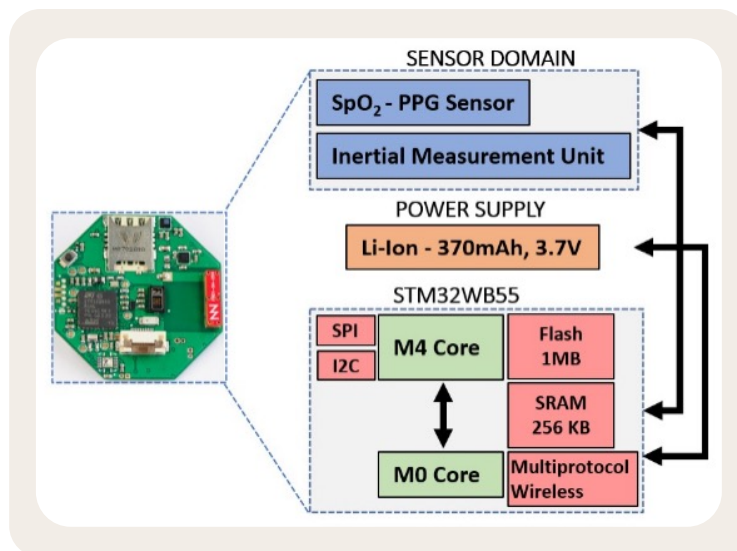 SENSOR DOMAIN
SpO₂ - PPG Sensor
Inertial Measurement Unit
POWER SUPPLY
Li-Ion - 370mAh, 3.7V
STM32WB55
SPI
I2C
M4 Core
Flash
1MB
SRAM
256 KB
M0 Core
Multiprotocol
Wireless